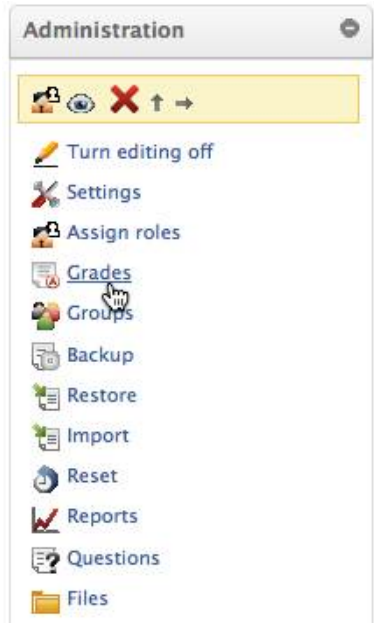 Administration
Turn editing off
Settings
Assign roles
Grades
Groups
Backup
Restore
Import
Reset
Reports
Questions
Files